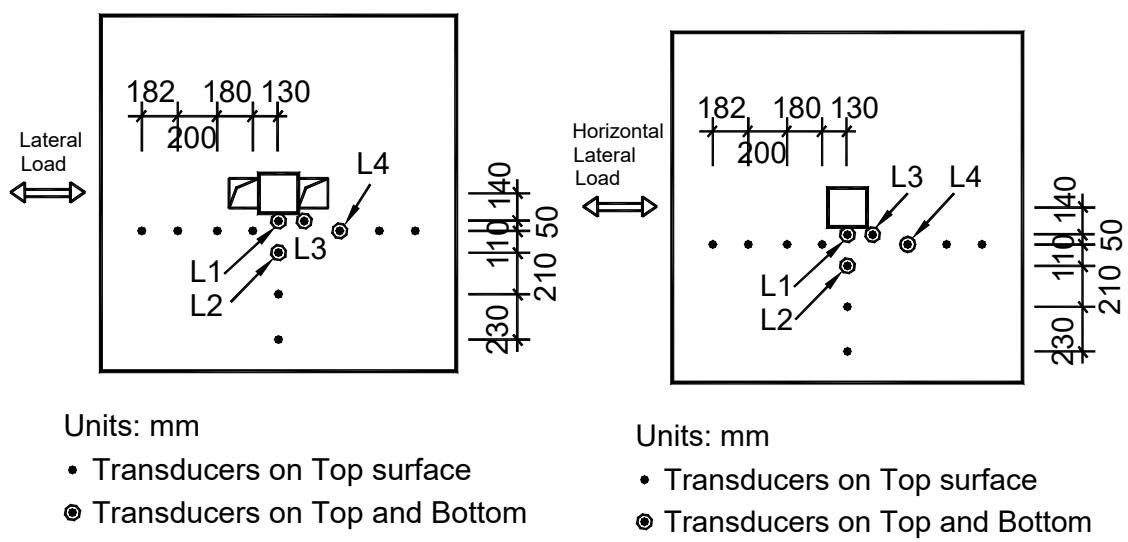 182 180 130
200
Lateral
Load
L4
L3
L1
L2
140
50
110
210
230
Units: mm
Transducers on Top surface
Transducers on Top and Bottom
182 180 130
200
Horizontal
Lateral
Load
L3 L4
L1
L2
140
50
110
210
230
Units: mm
Transducers on Top surface
Transducers on Top and Bottom